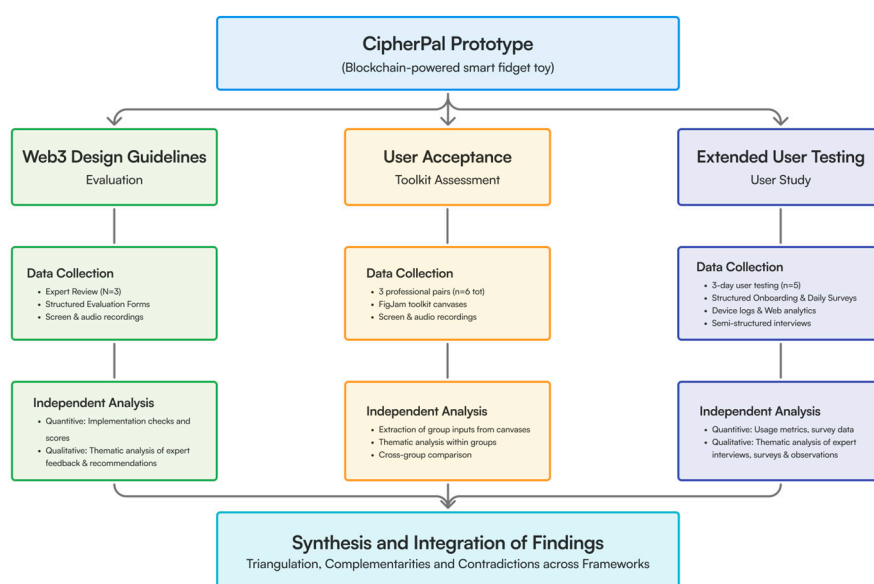 CipherPal Prototype
(Blockchain-powered smart fidget toy)
Web3 Design Guidelines
Evaluation
Data Collection
• Expert Review (N=3)
• Structured Evaluation Forms
• Screen & audio recordings
Independent Analysis
• Quantitive: Implementation checks and
scores
• Qualitative: Thematic analysis of expert
feedback & recommendations
User Acceptance
Toolkit Assessment
Data Collection
• 3 professional pairs (n=6 tot)
• FigJam toolkit canvases
• Screen & audio recordings
Independent Analysis
• Extraction of group inputs from canvases
• Thematic analysis within groups
• Cross-group comparison
Extended User Testing
User Study
Data Collection
• 3-day user testing (n=5)
• Structured Onboarding & Daily Surveys
• Device logs & Web analytics
• Semi-structured interviews
Independent Analysis
• Quantitive: Usage metrics, survey data
• Qualitative: Thematic analysis of expert
interviews, surveys & observations
Synthesis and Integration of Findings
Triangulation, Complementarities and Contradictions across Frameworks